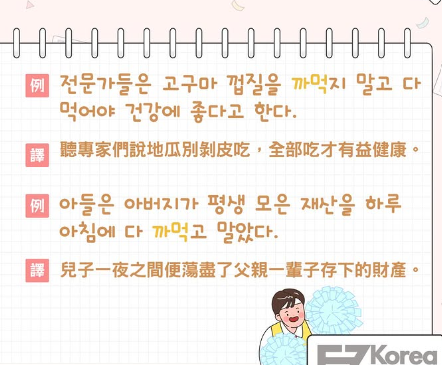 例 전문가들은 고구마 껍질을 까먹지 말고 다
먹어야 건강에 좋다고 한다.
譯 聽專家們說地瓜別剝皮吃，全部吃才有益健康。
例 아들은 아버지가 평생 모은 재산을 하루
아침에 다 까먹고 말았다.
譯 兒子一夜之間便蕩盡了父親一輩子存下的財產。
EZKorea